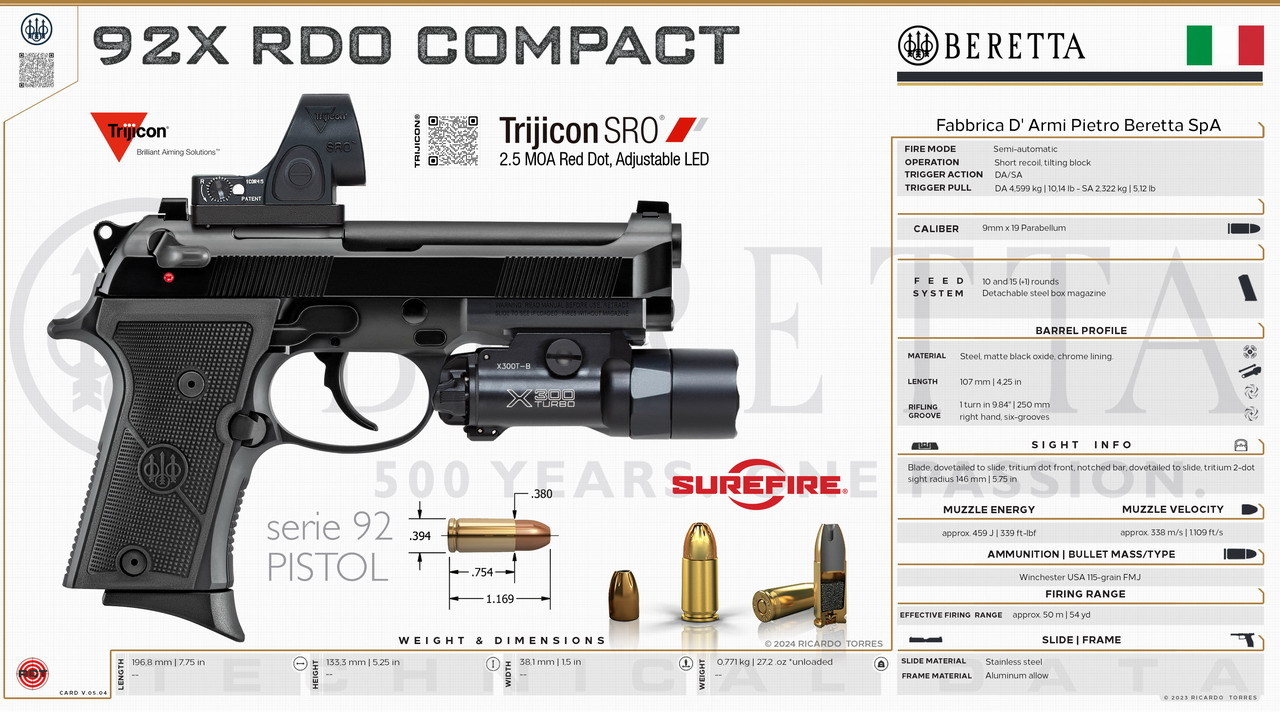 92X RDO COMPACT
BERETTA
Trijicon
Brilliant Aiming Solutions™
TRIJICON®
Trijicon SRO®
2.5 MOA Red Dot, Adjustable LED
Trijicon
SRO
PATENT
X300T-B
X300
TURBO
BERETTA
500 YEARS. ONE PASSION.
SUREFIRE®
serie 92
PISTOL
.380
.394
.754
1.169
© 2024 RICARDO TORRES
Fabbrica D' Armi Pietro Beretta SpA
FIRE MODE Semi-automatic
OPERATION Short recoil, tilting block
TRIGGER ACTION DA/SA
TRIGGER PULL DA 4,599 kg | 10.14 lb - SA 2,322 kg | 5.12 lb
CALIBER 9mm x 19 Parabellum
FEED SYSTEM 10 and 15 (+1) rounds
Detachable steel box magazine
BARREL PROFILE
MATERIAL Steel, matte black oxide, chrome lining.
LENGTH 107 mm | 4.25 in
RIFLING GROOVE 1 turn in 9.84" | 250 mm
right hand, six-grooves
SIGHT INFO
Blade, dovetailed to slide, tritium dot front, notched bar, dovetailed to slide, tritium 2-dot
sight radius 146 mm | 5.75 in
MUZZLE ENERGY MUZZLE VELOCITY
approx. 459 J | 339 ft-lbf approx. 338 m/s | 1.109 ft/s
AMMUNITION | BULLET MASS/TYPE
Winchester USA 115-grain FMJ
FIRING RANGE
EFFECTIVE FIRING RANGE approx. 50 m | 54 yd
SLIDE | FRAME
SLIDE MATERIAL Stainless steel
FRAME MATERIAL Aluminum allow
© 2023 RICARDO TORRES
WEIGHT & DIMENSIONS
LENGTH 196.8 mm | 7,75 in
--
HEIGHT 133.3 mm | 5,25 in
--
WIDTH 38.1 mm | 1.5 in
--
WEIGHT 0.771 kg | 27.2 oz *unloaded
--
TECHNICAL DATA
RDT
CARD V.05.04